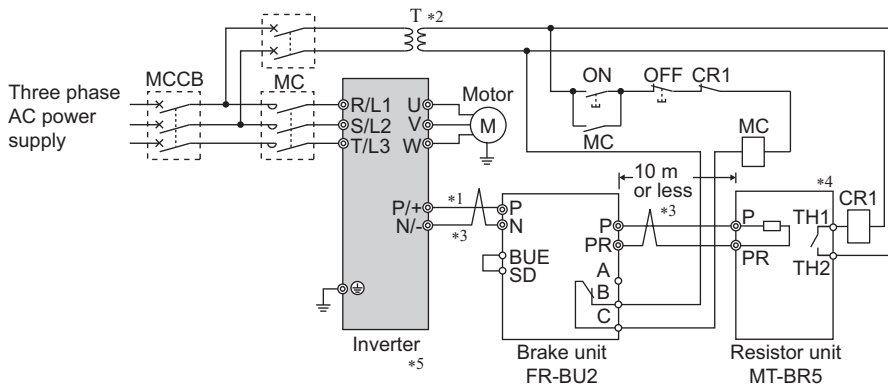 T *2
MCCB
MC
ON
OFF
CR1
Three phase
AC power
supply
R/L1
S/L2
T/L3
U
V
W
Motor
M
MC
MC
10 m
or less
*4
P/+
N/-
*1
*3
P
N
BUE
SD
P
PR
A
B
C
*3
P
PR
TH1
TH2
CR1
Inverter
*5
Brake unit
FR-BU2
Resistor unit
MT-BR5